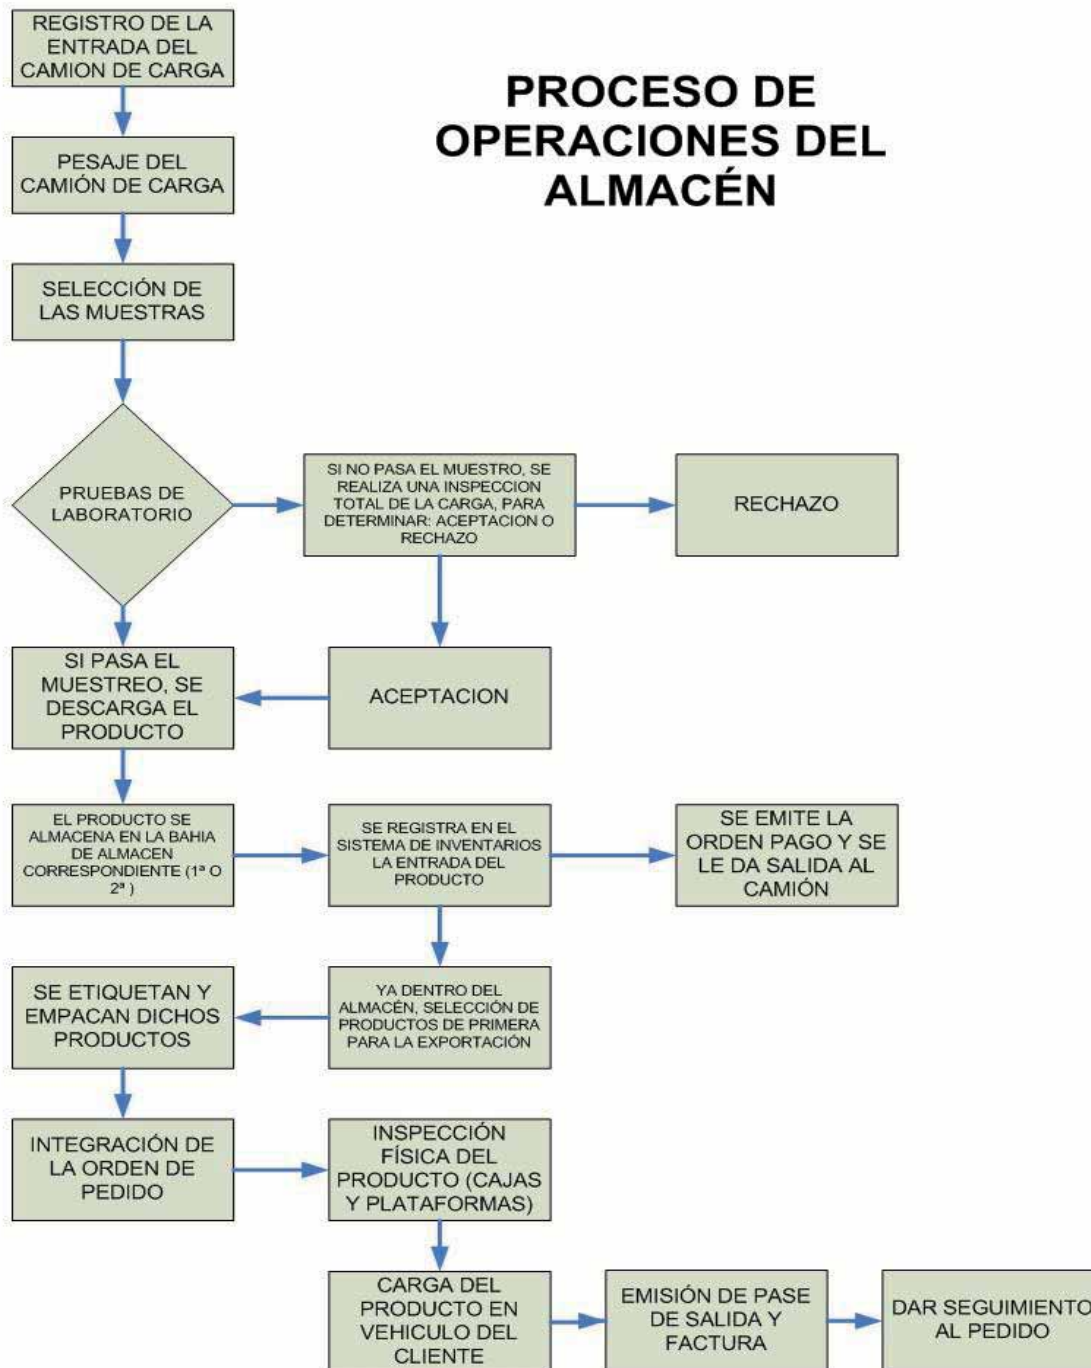 REGISTRO DE LA
ENTRADA DEL
CAMION DE CARGA
PROCESO DE
OPERACIONES DEL
ALMACÉN
PESAJE DEL
CAMIÓN DE CARGA
SELECCIÓN DE
LAS MUESTRAS
PRUEBAS DE
LABORATORIO
SI NO PASA EL MUESTRO, SE
REALIZA UNA INSPECCION
TOTAL DE LA CARGA, PARA
DETERMINAR: ACEPTACION O
RECHAZO
RECHAZO
SI PASA EL
MUESTREO, SE
DESCARGA EL
PRODUCTO
ACEPTACION
EL PRODUCTO SE
ALMACENA EN LA BAHIA
DE ALMACEN
CORRESPONDIENTE (1ª O
2ª )
SE REGISTRA EN EL
SISTEMA DE INVENTARIOS
LA ENTRADA DEL
PRODUCTO
SE EMITE LA
ORDEN PAGO Y SE
LE DA SALIDA AL
CAMIÓN
SE ETIQUETAN Y
EMPACAN DICHOS
PRODUCTOS
YA DENTRO DEL
ALMACÉN, SELECCIÓN DE
PRODUCTOS DE PRIMERA
PARA LA EXPORTACIÓN
INTEGRACIÓN DE
LA ORDEN DE
PEDIDO
INSPECCIÓN
FÍSICA DEL
PRODUCTO (CAJAS
Y PLATAFORMAS)
CARGA DEL
PRODUCTO EN
VEHICULO DEL
CLIENTE
EMISIÓN DE PASE
DE SALIDA Y
FACTURA
DAR SEGUIMIENTO
AL PEDIDO